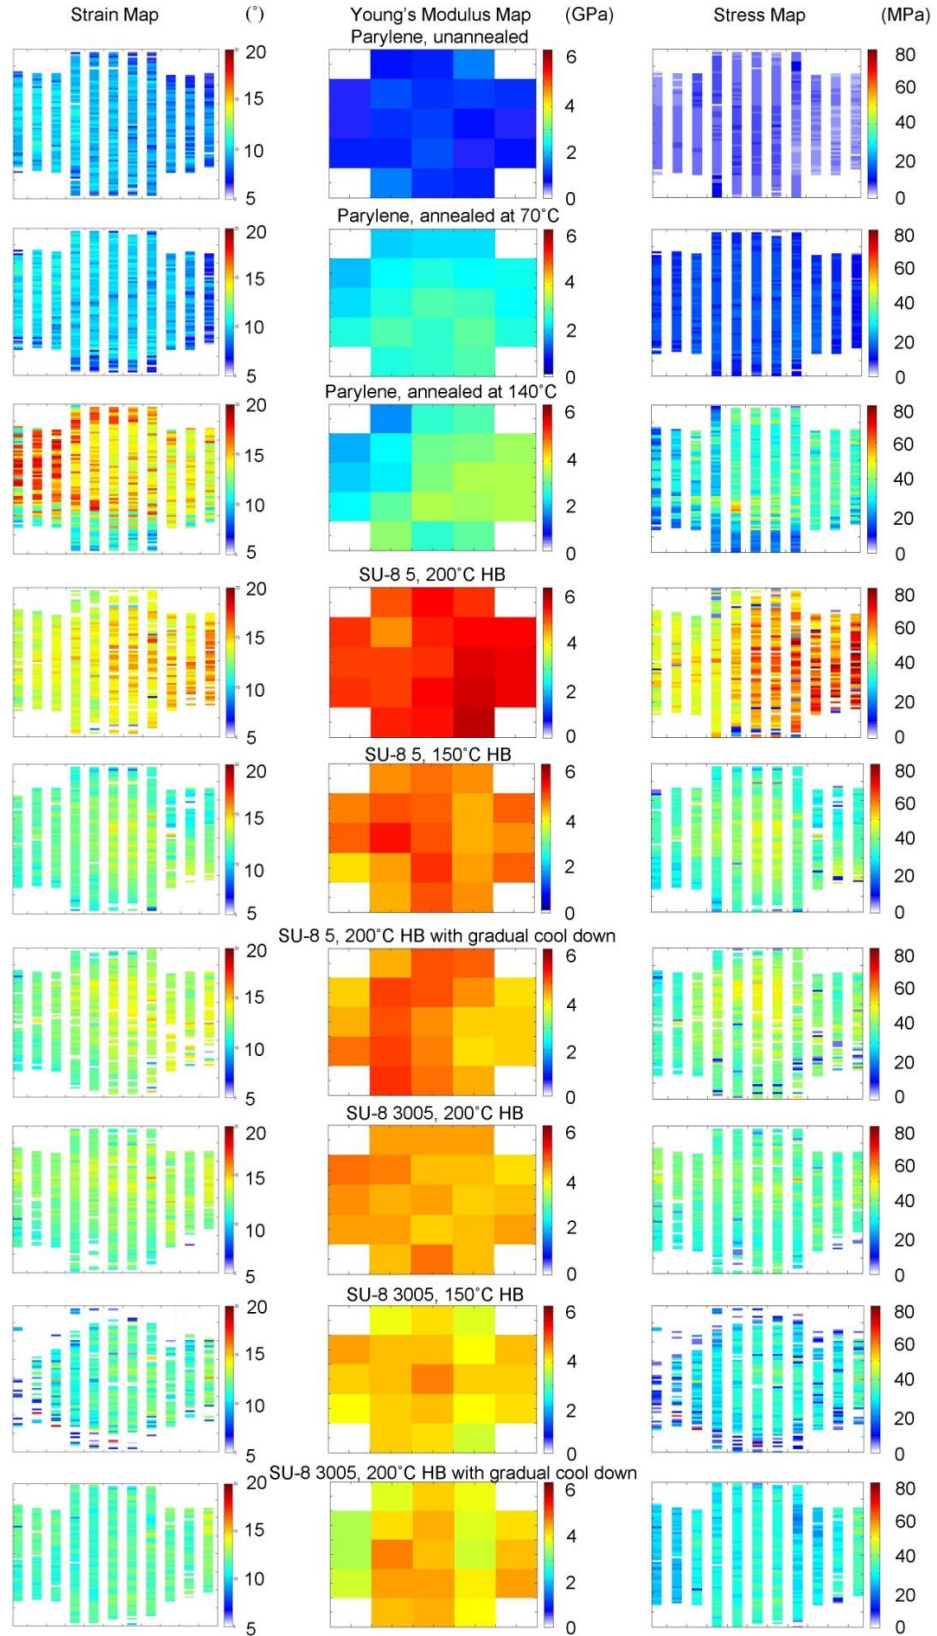 Strain Map (°) Young's Modulus Map (GPa) Stress Map (MPa)
Parylene, unannealed
20 6 80
15 4 60
10 2 40
20
5 0 0
Parylene, annealed at 70°C
20 6 80
15 4 60
10 2 40
20
5 0 0
Parylene, annealed at 140°C
20 6 80
15 4 60
10 2 40
20
5 0 0
SU-8 5, 200°C HB
20 6 80
15 4 60
10 2 40
20
5 0 0
SU-8 5, 150°C HB
20 6 80
15 4 60
10 2 40
20
5 0 0
SU-8 5, 200°C HB with gradual cool down
20 6 80
15 4 60
10 2 40
20
5 0 0
SU-8 3005, 200°C HB
20 6 80
15 4 60
10 2 40
20
5 0 0
SU-8 3005, 150°C HB
20 6 80
15 4 60
10 2 40
20
5 0 0
SU-8 3005, 200°C HB with gradual cool down
20 6 80
15 4 60
10 2 40
20
5 0 0